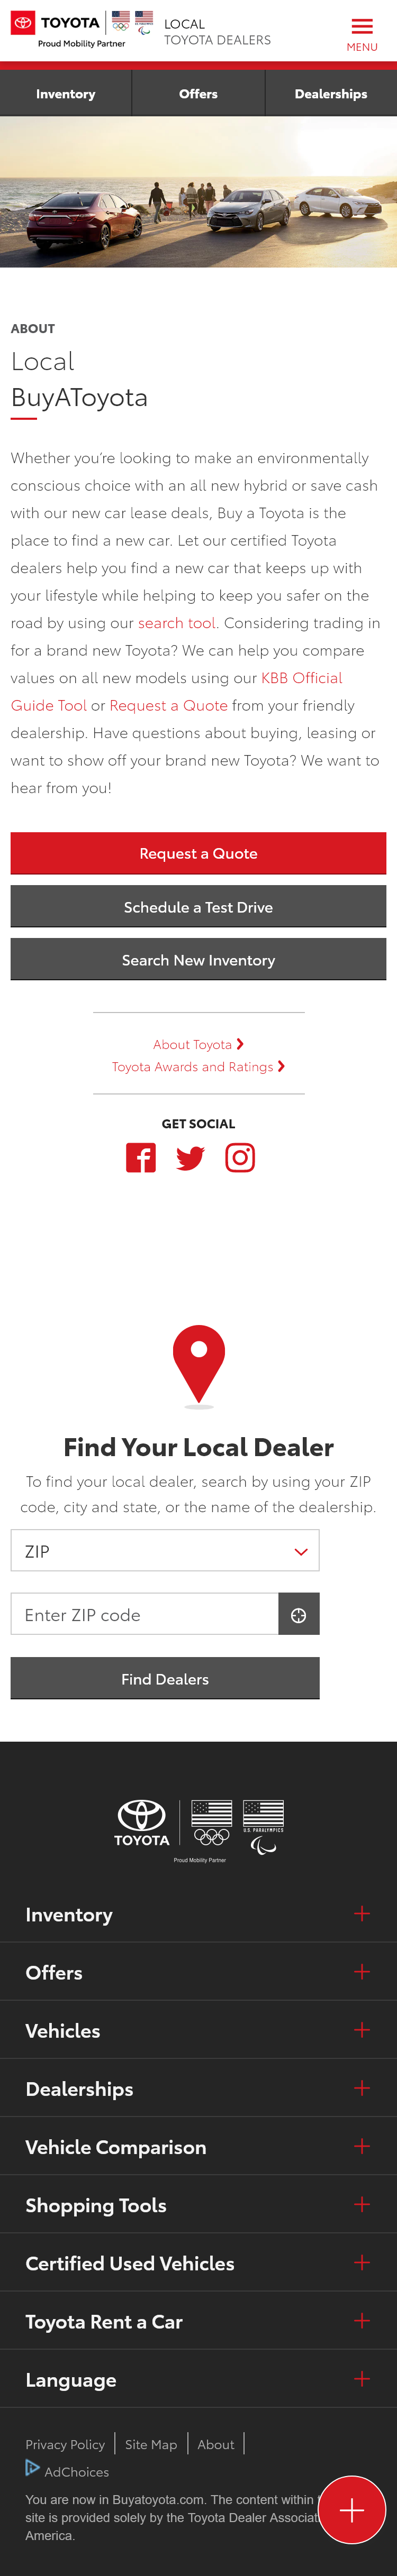 TOYOTA
Proud Mobility Partner
LOCAL
TOYOTA DEALERS
MENU
Inventory
Offers
Dealerships
ABOUT
Local
BuyAToyota
Whether you're looking to make an environmentally
conscious choice with an all new hybrid or save cash
with our new car lease deals, Buy a Toyota is the
place to find a new car. Let our certified Toyota
dealers help you find a new car that keeps up with
your lifestyle while helping to keep you safer on the
road by using our search tool. Considering trading in
for a brand new Toyota? We can help you compare
values on all new models using our KBB Official
Guide Tool or Request a Quote from your friendly
dealership. Have questions about buying, leasing or
want to show off your brand new Toyota? We want to
hear from you!
Request a Quote
Schedule a Test Drive
Search New Inventory
About Toyota
Toyota Awards and Ratings
GET SOCIAL
Find Your Local Dealer
To find your local dealer, search by using your ZIP
code, city and state, or the name of the dealership.
ZIP
Enter ZIP code
Find Dealers
TOYOTA
U.S. PARALYMPICS
Proud Mobility Partner
Inventory
Offers
Vehicles
Dealerships
Vehicle Comparison
Shopping Tools
Certified Used Vehicles
Toyota Rent a Car
Language
Privacy Policy
Site Map
About
AdChoices
You are now in Buyatoyota.com. The content within
site is provided solely by the Toyota Dealer
America.